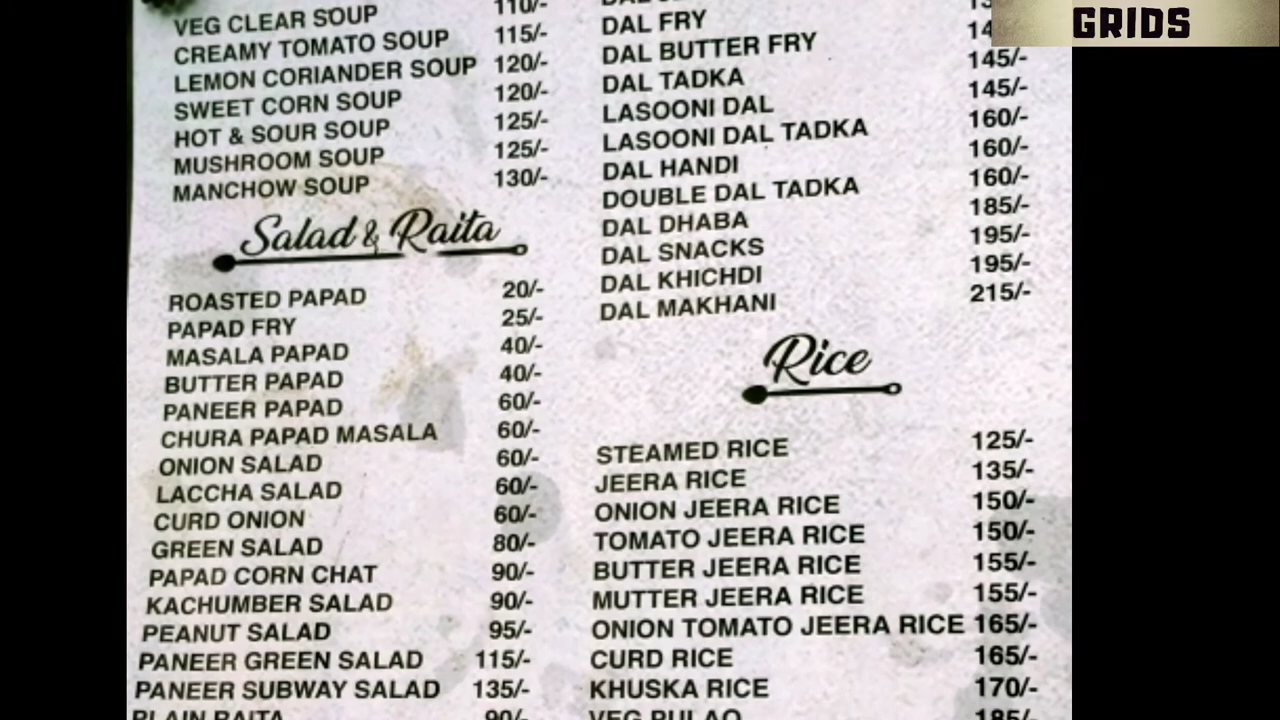 GRIDS
VEG CLEAR SOUP 110/-
CREAMY TOMATO SOUP 115/-
LEMON CORIANDER SOUP 120/-
SWEET CORN SOUP 120/-
HOT & SOUR SOUP 125/-
MUSHROOM SOUP 125/-
MANCHOW SOUP 130/-
Salad & Raita
ROASTED PAPAD 20/-
PAPAD FRY 25/-
MASALA PAPAD 40/-
BUTTER PAPAD 40/-
PANEER PAPAD 60/-
CHURA PAPAD MASALA 60/-
ONION SALAD 60/-
LACCHA SALAD 60/-
CURD ONION 60/-
GREEN SALAD 80/-
PAPAD CORN CHAT 90/-
KACHUMBER SALAD 90/-
PEANUT SALAD 95/-
PANEER GREEN SALAD 115/-
PANEER SUBWAY SALAD 135/-
PLAIN RAITA 90/-
DAL FRY
DAL BUTTER FRY
DAL TADKA 145/-
LASOONI DAL 145/-
LASOONI DAL TADKA 160/-
DAL HANDI 160/-
DOUBLE DAL TADKA 160/-
DAL DHABA 185/-
DAL SNACKS 195/-
DAL KHICHDI 195/-
DAL MAKHANI 215/-
Rice
STEAMED RICE 125/-
JEERA RICE 135/-
ONION JEERA RICE 150/-
TOMATO JEERA RICE 150/-
BUTTER JEERA RICE 155/-
MUTTER JEERA RICE 155/-
ONION TOMATO JEERA RICE 165/-
CURD RICE 165/-
KHUSKA RICE 170/-
VEG PULAO 185/-